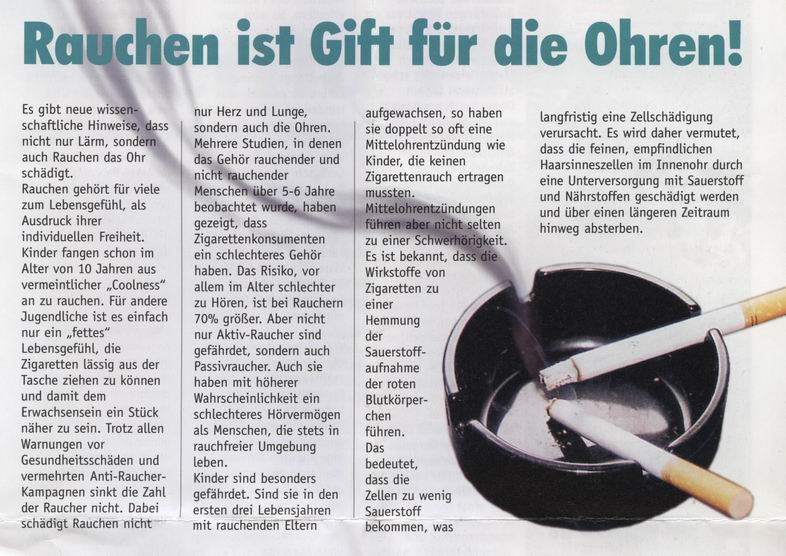 Rauchen ist Gift für die Ohren!
Es gibt neue wissen-
schaftliche Hinweise, dass
nicht nur Lärm, sondern
auch Rauchen das Ohr
schädigt.
Rauchen gehört für viele
zum Lebensgefühl, als
Ausdruck ihrer
individuellen Freiheit.
Kinder fangen schon im
Alter von 10 Jahren aus
vermeintlicher „Coolness“
an zu rauchen. Für andere
Jugendliche ist es einfach
nur ein „fettes“
Lebensgefühl, die
Zigaretten lässig aus der
Tasche ziehen zu können
und damit dem
Erwachsensein ein Stück
näher zu sein. Trotz allen
Warnungen vor
Gesundheitsschäden und
vermehrten Anti-Raucher-
Kampagnen sinkt die Zahl
der Raucher nicht. Dabei
schädigt Rauchen nicht
nur Herz und Lunge,
sondern auch die Ohren.
Mehrere Studien, in denen
das Gehör rauchender und
nicht rauchender
Menschen über 5-6 Jahre
beobachtet wurde, haben
gezeigt, dass
Zigarettenkonsumenten
ein schlechteres Gehör
haben. Das Risiko, vor
allem im Alter schlechter
zu Hören, ist bei Rauchern
70% größer. Aber nicht
nur Aktiv-Raucher sind
gefährdet, sondern auch
Passivraucher. Auch sie
haben mit höherer
Wahrscheinlichkeit ein
schlechteres Hörvermögen
als Menschen, die stets in
rauchfreier Umgebung
leben.
Kinder sind besonders
gefährdet. Sind sie in den
ersten drei Lebensjahren
mit rauchenden Eltern
aufgewachsen, so haben
sie doppelt so oft eine
Mittelohrentzündung wie
Kinder, die keinen
Zigarettenrauch ertragen
mussten.
Mittelohrentzündungen
führen aber nicht selten
zu einer Schwerhörigkeit.
Es ist bekannt, dass die
Wirkstoffe von
Zigaretten zu
einer
Hemmung
der
Sauerstoff-
aufnahme
der roten
Blutkörper-
chen
führen.
Das
bedeutet,
dass die
Zellen zu wenig
Sauerstoff
bekommen, was
langfristig eine Zellschädigung
verursacht. Es wird daher vermutet,
dass die feinen, empfindlichen
Haarsinneszellen im Innenohr durch
eine Unterversorgung mit Sauerstoff
und Nährstoffen geschädigt werden
und über einen längeren Zeitraum
hinweg absterben.